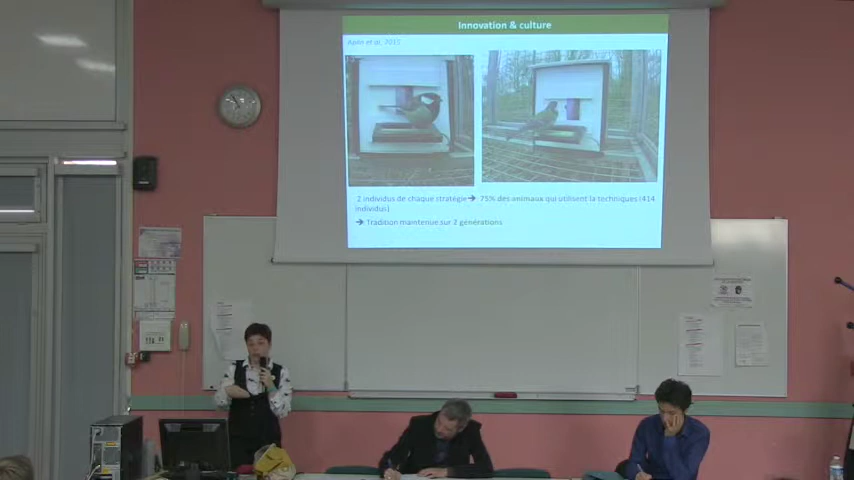 Innovation & culture
Aplin et al, 2015
2 individus de chaque stratégie➔ 75% des animaux qui utilisent la techniques (414
individus)
➔ Tradition maintenue sur 2 générations